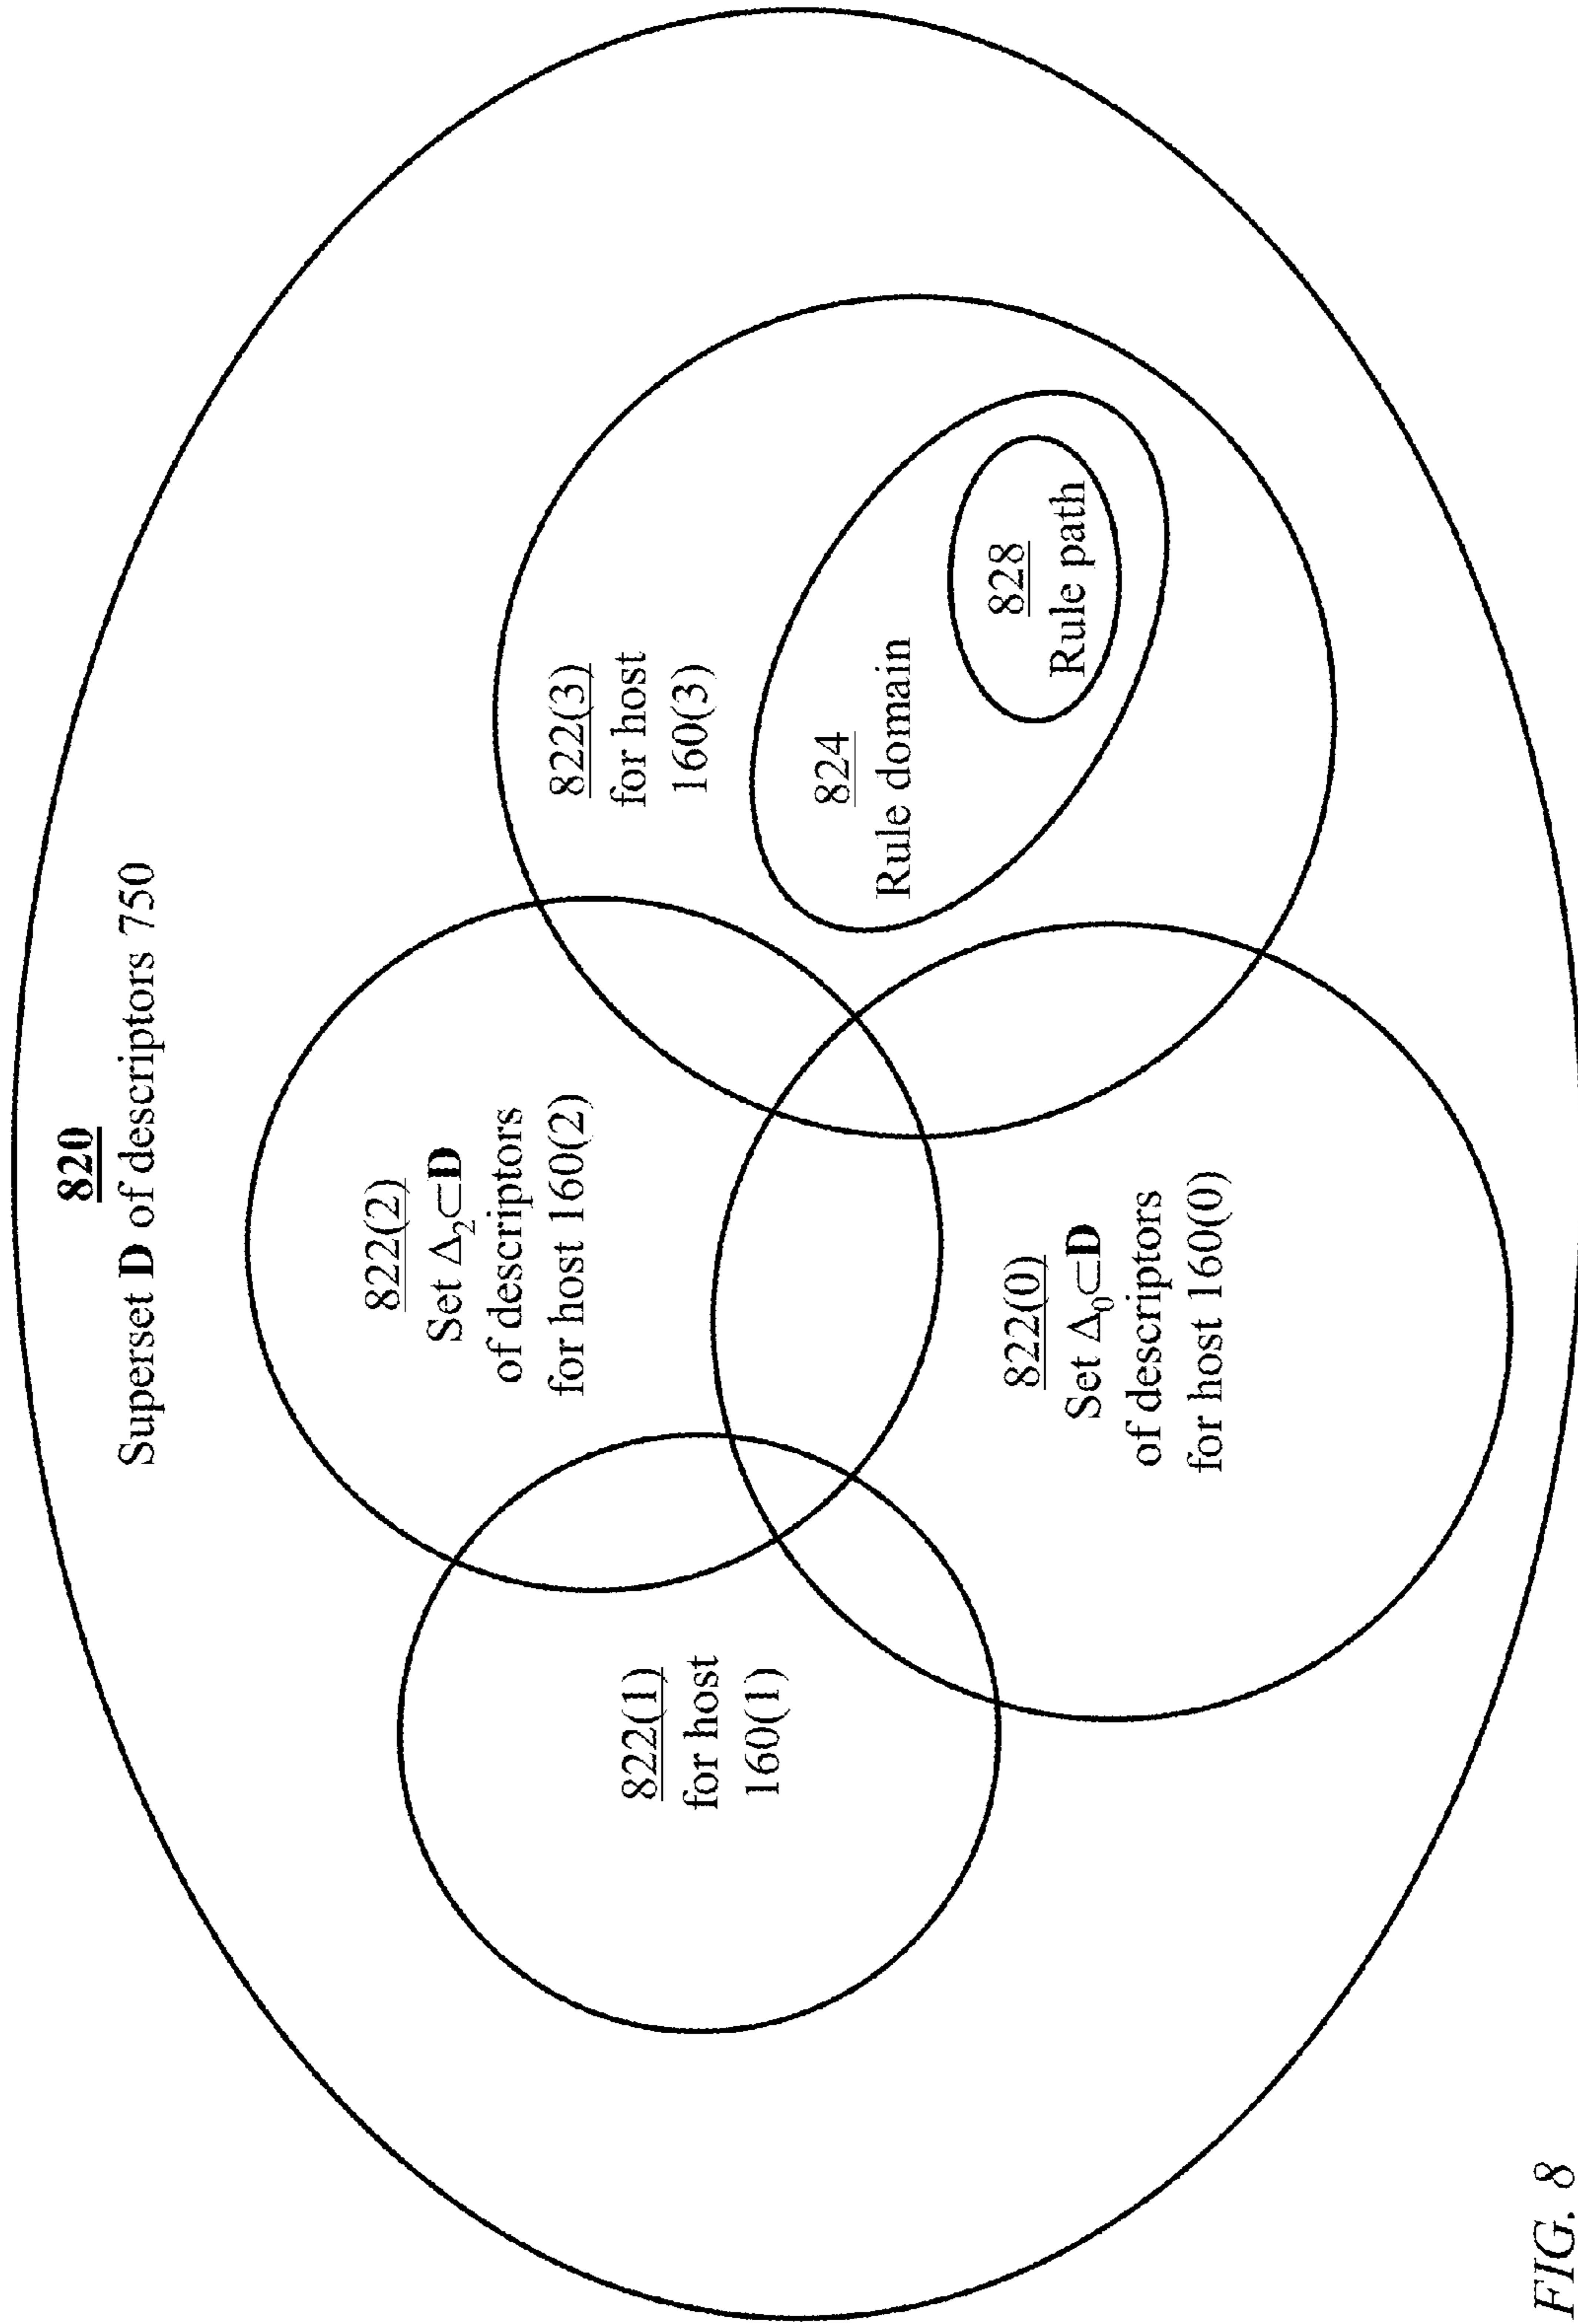 820
Superset D of descriptors 750
822(2)
Set Δ₂⊂D
of descriptors
for host 160(2)
822(1)
for host
160(1)
822(3)
for host
160(3)
824
Rule domain
828
Rule path
822(0)
Set Δ₀⊂D
of descriptors
for host 160(0)
FIG. 8